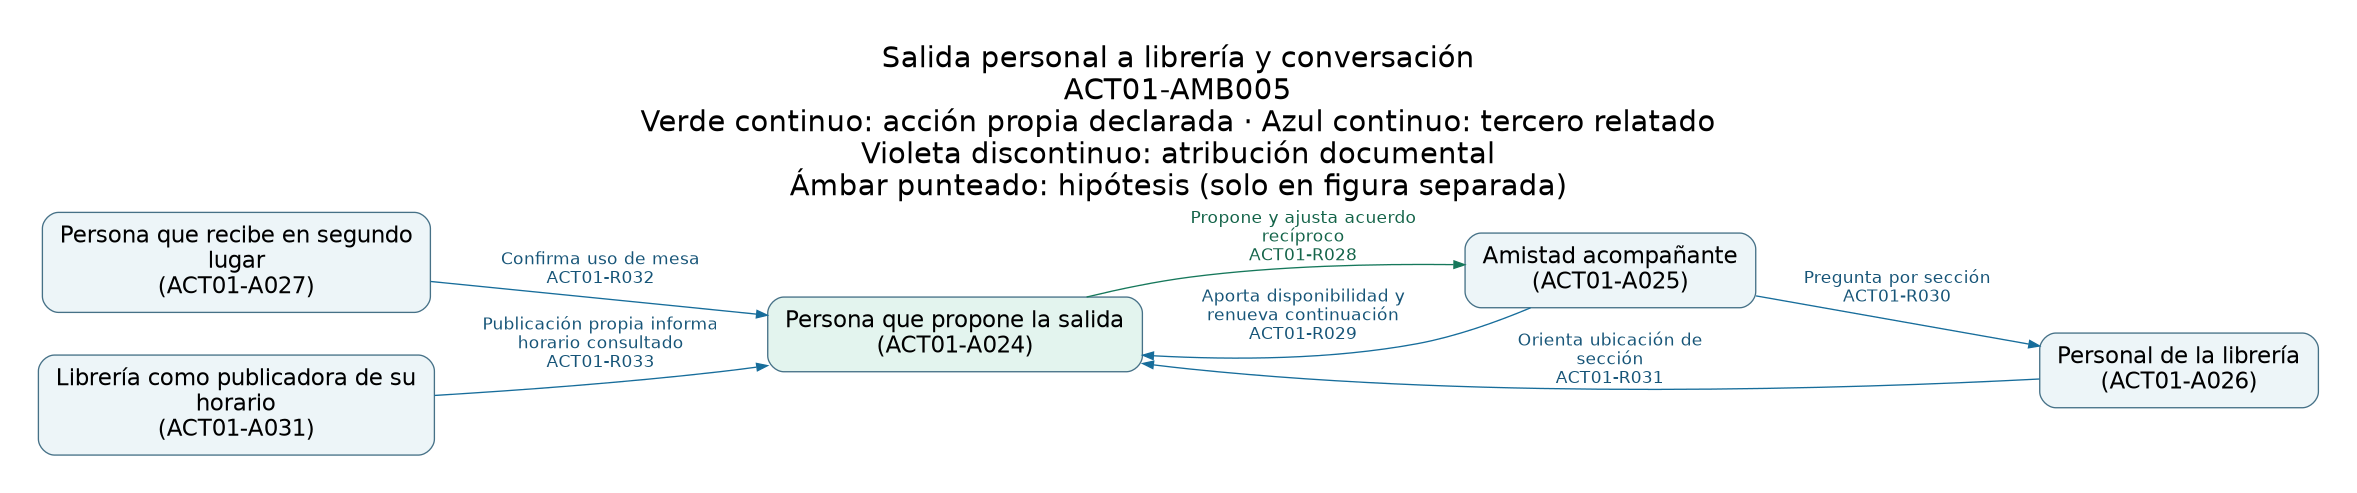 Salida personal a librería y conversación
ACT01-AMB005
Verde continuo: acción propia declarada · Azul continuo: tercero relatado
Violeta discontinuo: atribución documental
Ámbar punteado: hipótesis (solo en figura separada)
Persona que recibe en segundo
lugar
(ACT01-A027)
Confirma uso de mesa
ACT01-R032
Librería como publicadora de su
horario
(ACT01-A031)
Publicación propia informa
horario consultado
ACT01-R033
Persona que propone la salida
(ACT01-A024)
Propone y ajusta acuerdo
recíproco
ACT01-R028
Aporta disponibilidad y
renueva continuación
ACT01-R029
Amistad acompañante
(ACT01-A025)
Orienta ubicación de
sección
ACT01-R031
Pregunta por sección
ACT01-R030
Personal de la librería
(ACT01-A026)